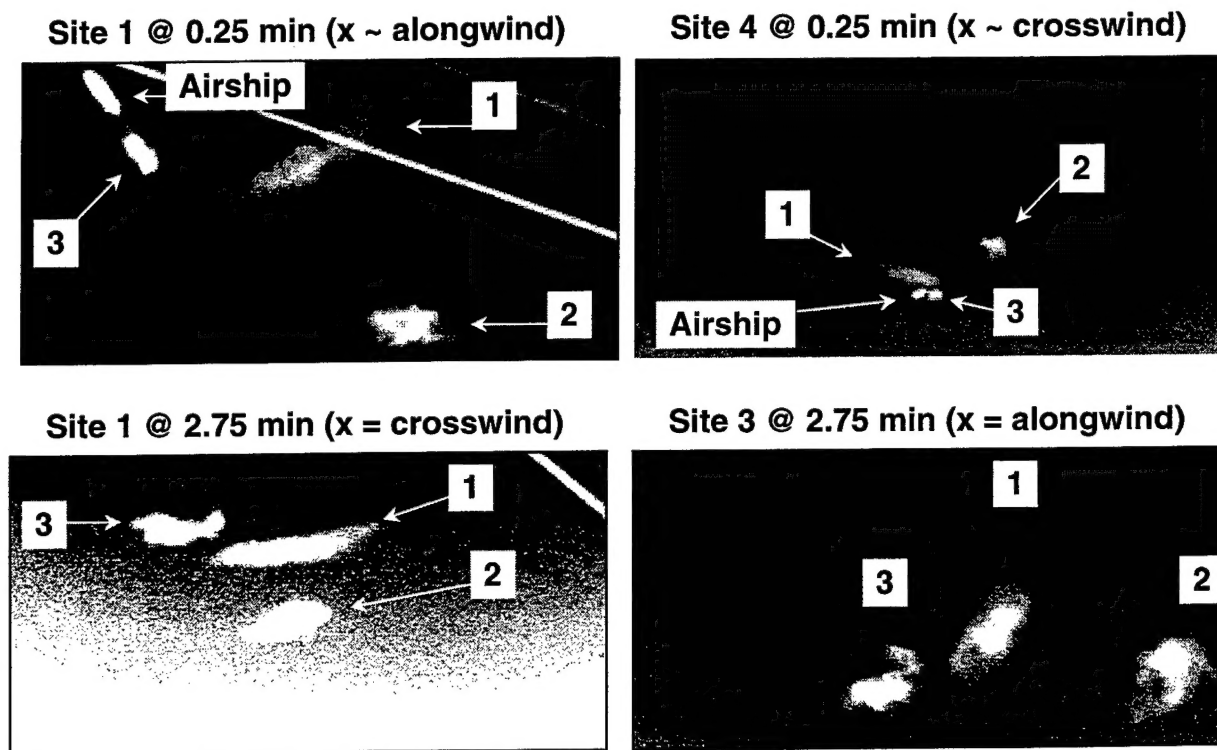 Site 1 @ 0.25 min (x ~ alongwind)
Airship
1
3
2
Site 4 @ 0.25 min (x ~ crosswind)
2
1
Airship
3
Site 1 @ 2.75 min (x = crosswind)
3
1
2
Site 3 @ 2.75 min (x = alongwind)
1
3
2